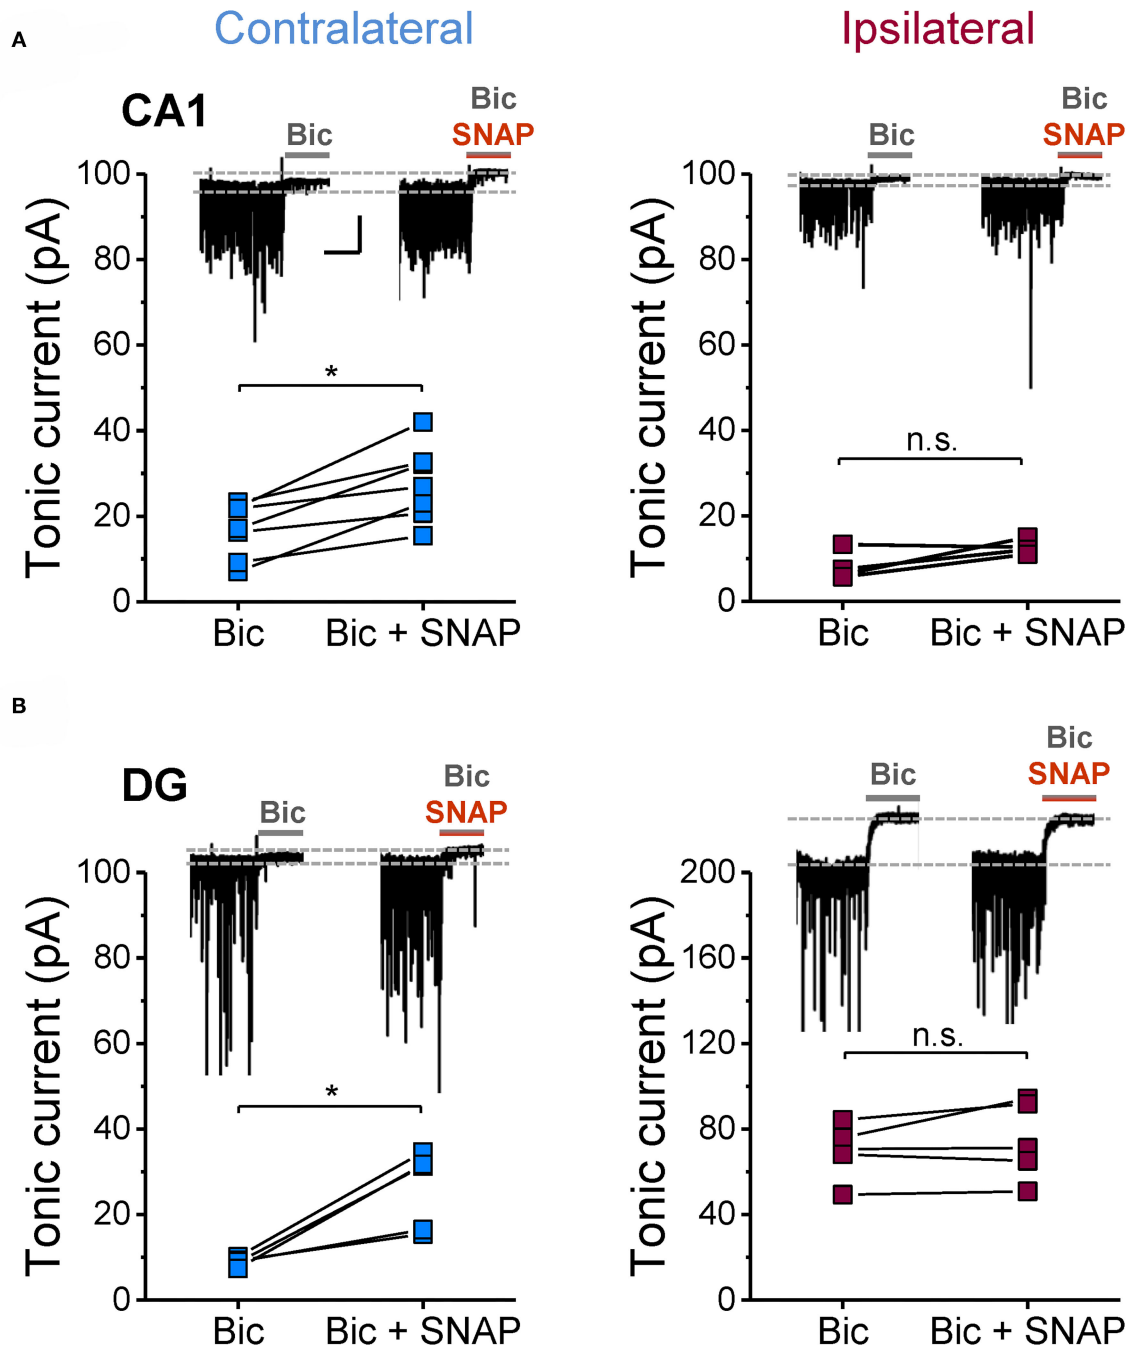 A
Contralateral
Ipsilateral
CA1
Bic
Bic
SNAP
Bic
Bic
SNAP
Tonic current (pA)
100
80
60
40
20
0
*
Bic
Bic + SNAP
Tonic current (pA)
100
80
60
40
20
0
n.s.
Bic
Bic + SNAP
B
DG
Bic
Bic
SNAP
Bic
Bic
SNAP
Tonic current (pA)
100
80
60
40
20
0
*
Bic
Bic + SNAP
Tonic current (pA)
200
160
120
80
40
0
n.s.
Bic
Bic + SNAP